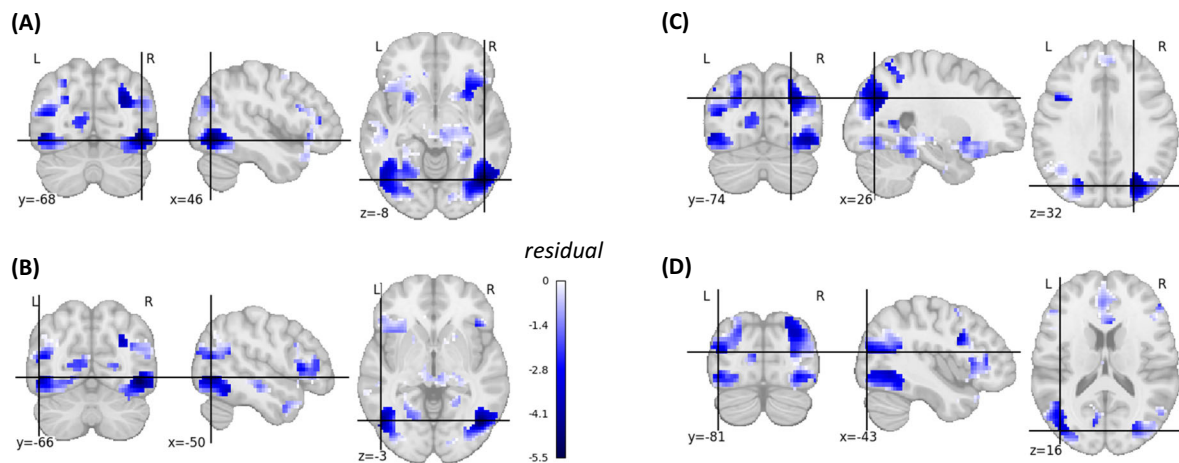 (A)
L
R
y=-68
x=46
z=-8
(B)
L
R
y=-66
x=-50
z=-3
residual
0
-1.4
-2.8
-4.1
-5.5
(C)
L
R
y=-74
x=26
z=32
(D)
L
R
y=-81
x=-43
z=16